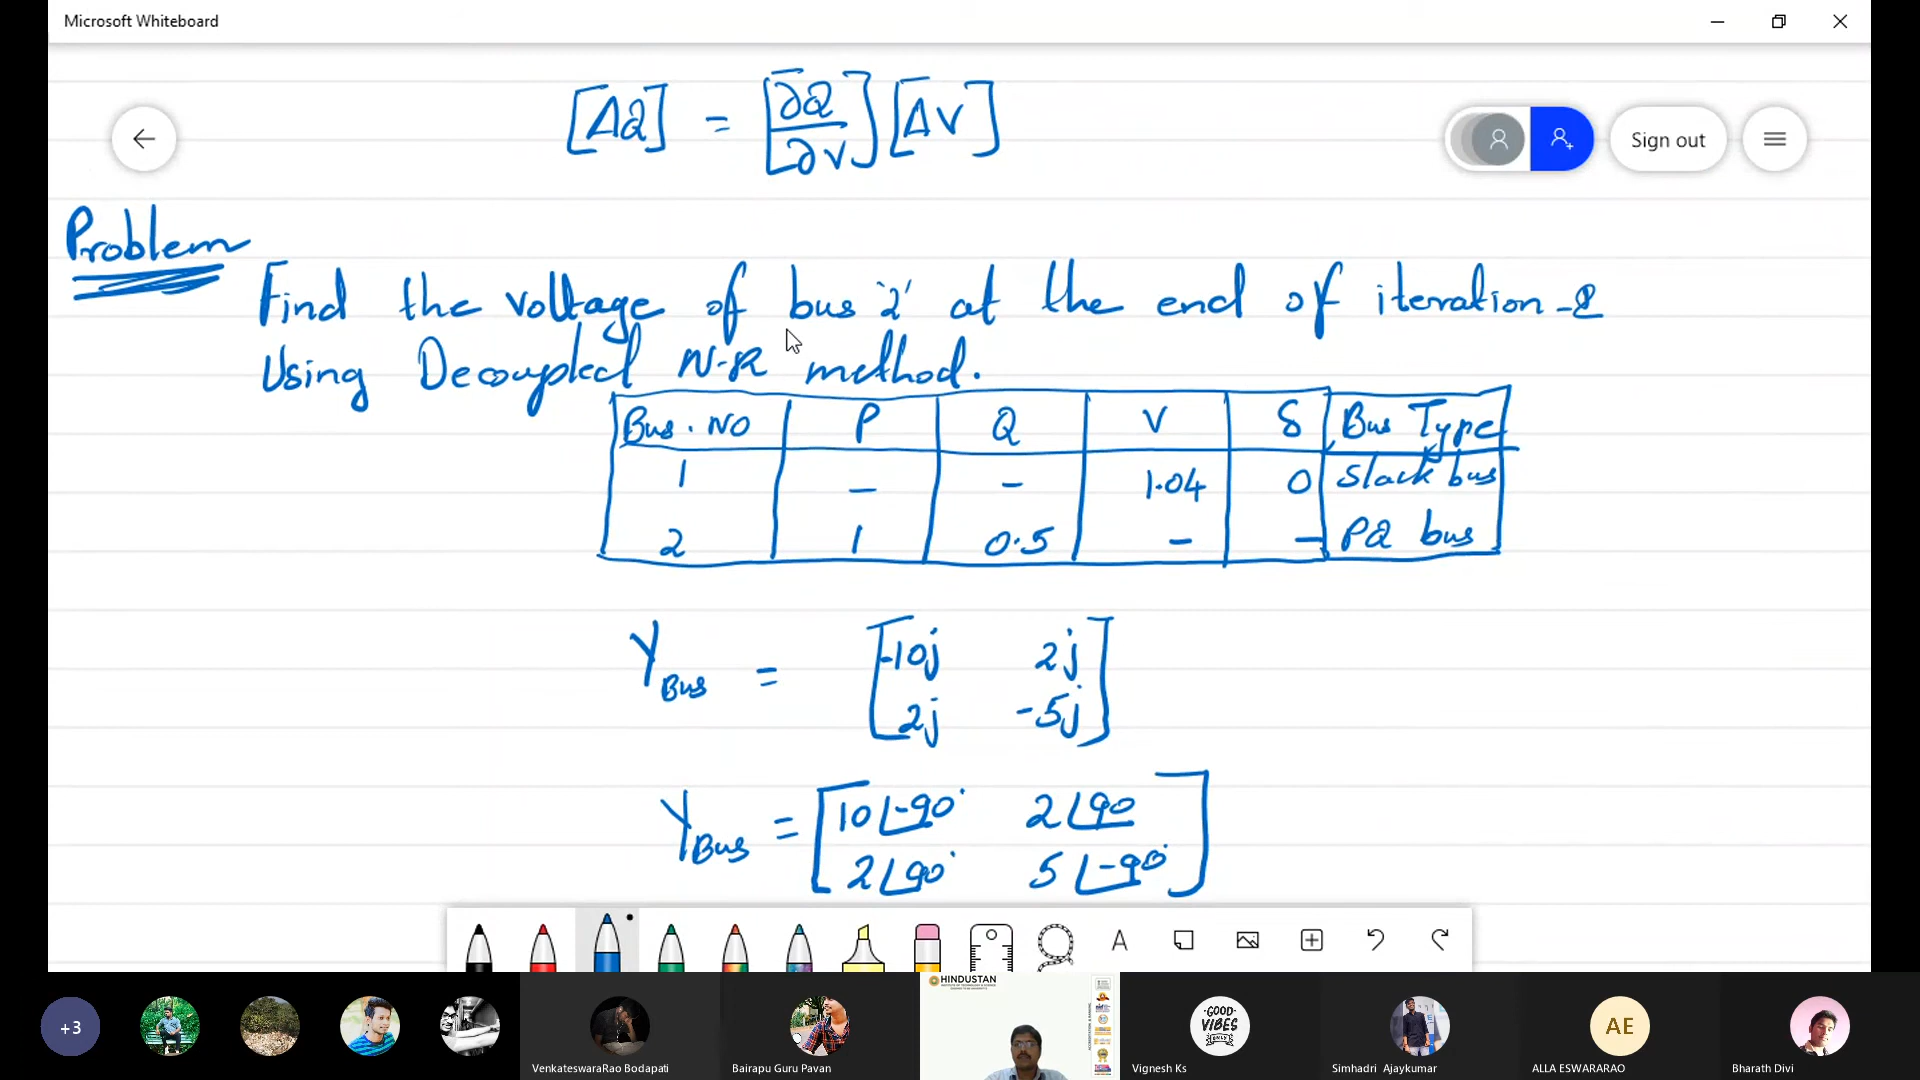 Microsoft Whiteboard
[ΔQ] = [∂Q/∂V] [ΔV]
Sign out
Problem
Find the voltage of bus '2' at the end of iteration -
Using Decoupled N-R method.
Bus. NO P Q V δ Bus Type
1 - - 1.04 0 Slack bus
2 1 0.5 - - PQ bus
Y Bus = [-10j 2j
2j -5j]
Y Bus = [10∠-90° 2∠90
2∠90° 5∠-90°]
A
HINDUSTAN
+3
GOOD
VIBES
AE
VenkateswaraRao Bodapati
Bairapu Guru Pavan
Vignesh Ks
Simhadri Ajaykumar
ALLA ESWARARAO
Bharath Divi